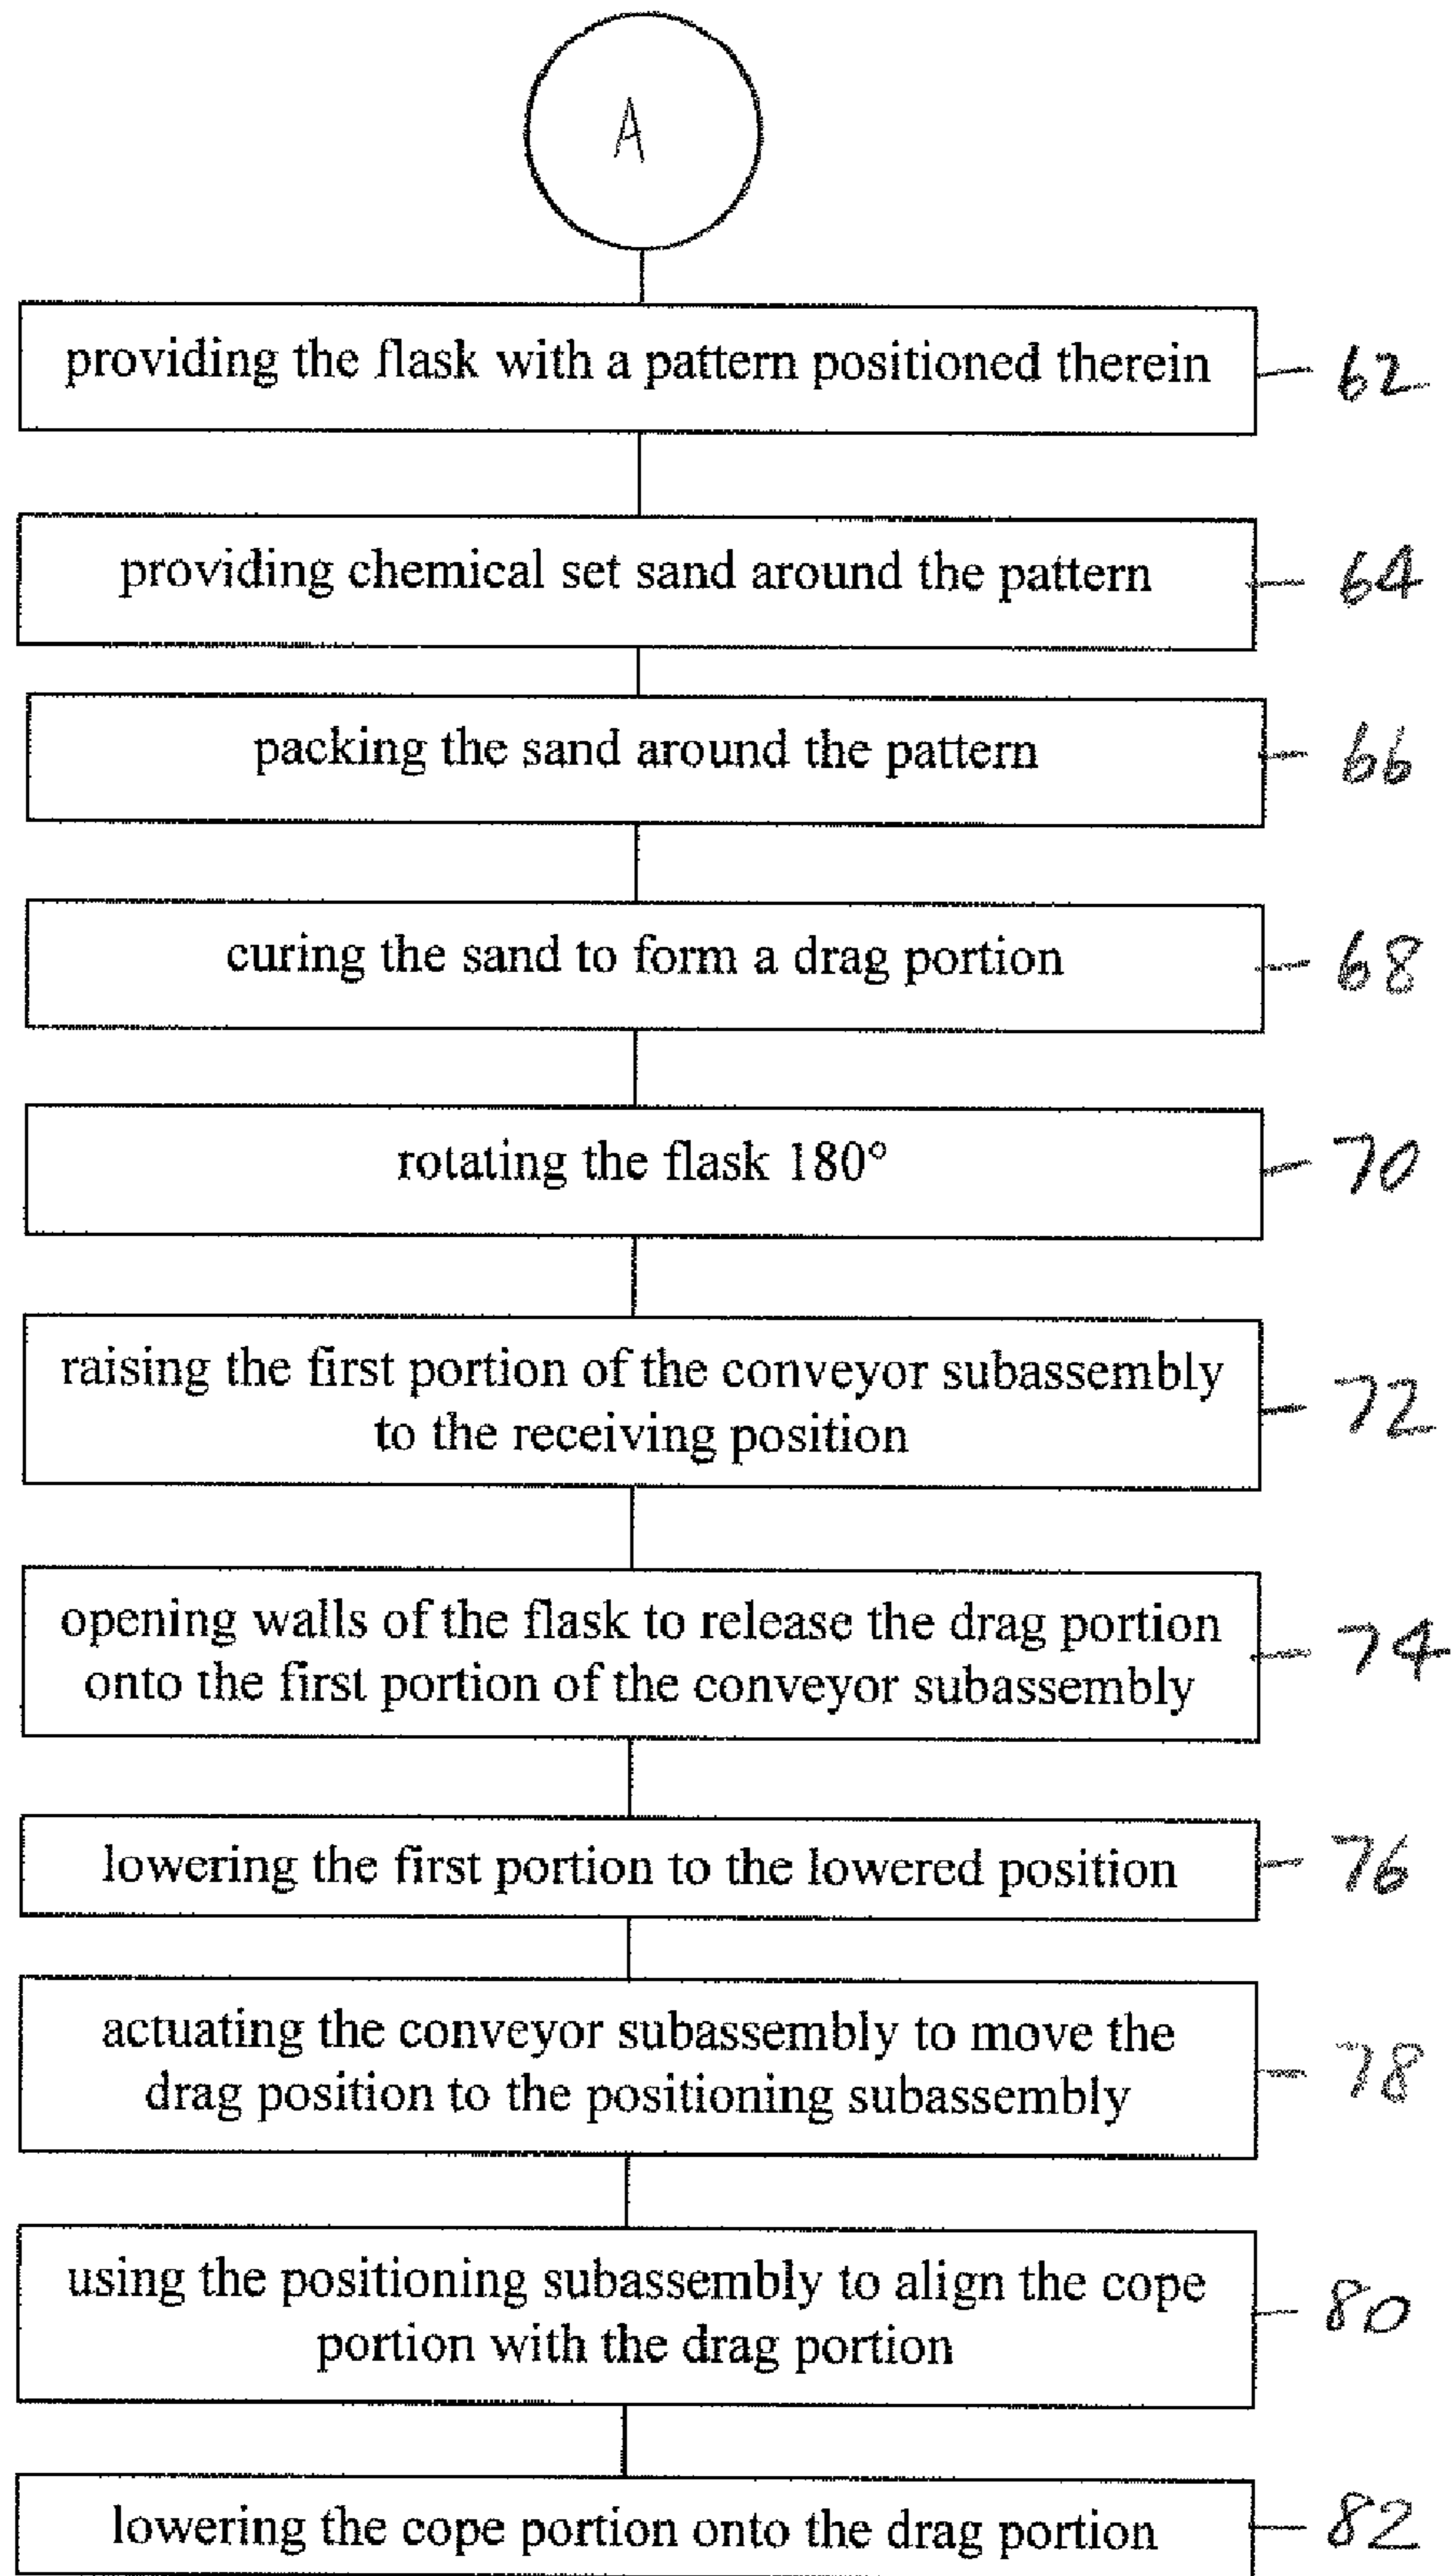 A
providing the flask with a pattern positioned therein
62
providing chemical set sand around the pattern
64
packing the sand around the pattern
66
curing the sand to form a drag portion
68
rotating the flask 180°
70
raising the first portion of the conveyor subassembly
to the receiving position
72
opening walls of the flask to release the drag portion
onto the first portion of the conveyor subassembly
74
lowering the first portion to the lowered position
76
actuating the conveyor subassembly to move the
drag position to the positioning subassembly
78
using the positioning subassembly to align the cope
portion with the drag portion
80
lowering the cope portion onto the drag portion
82